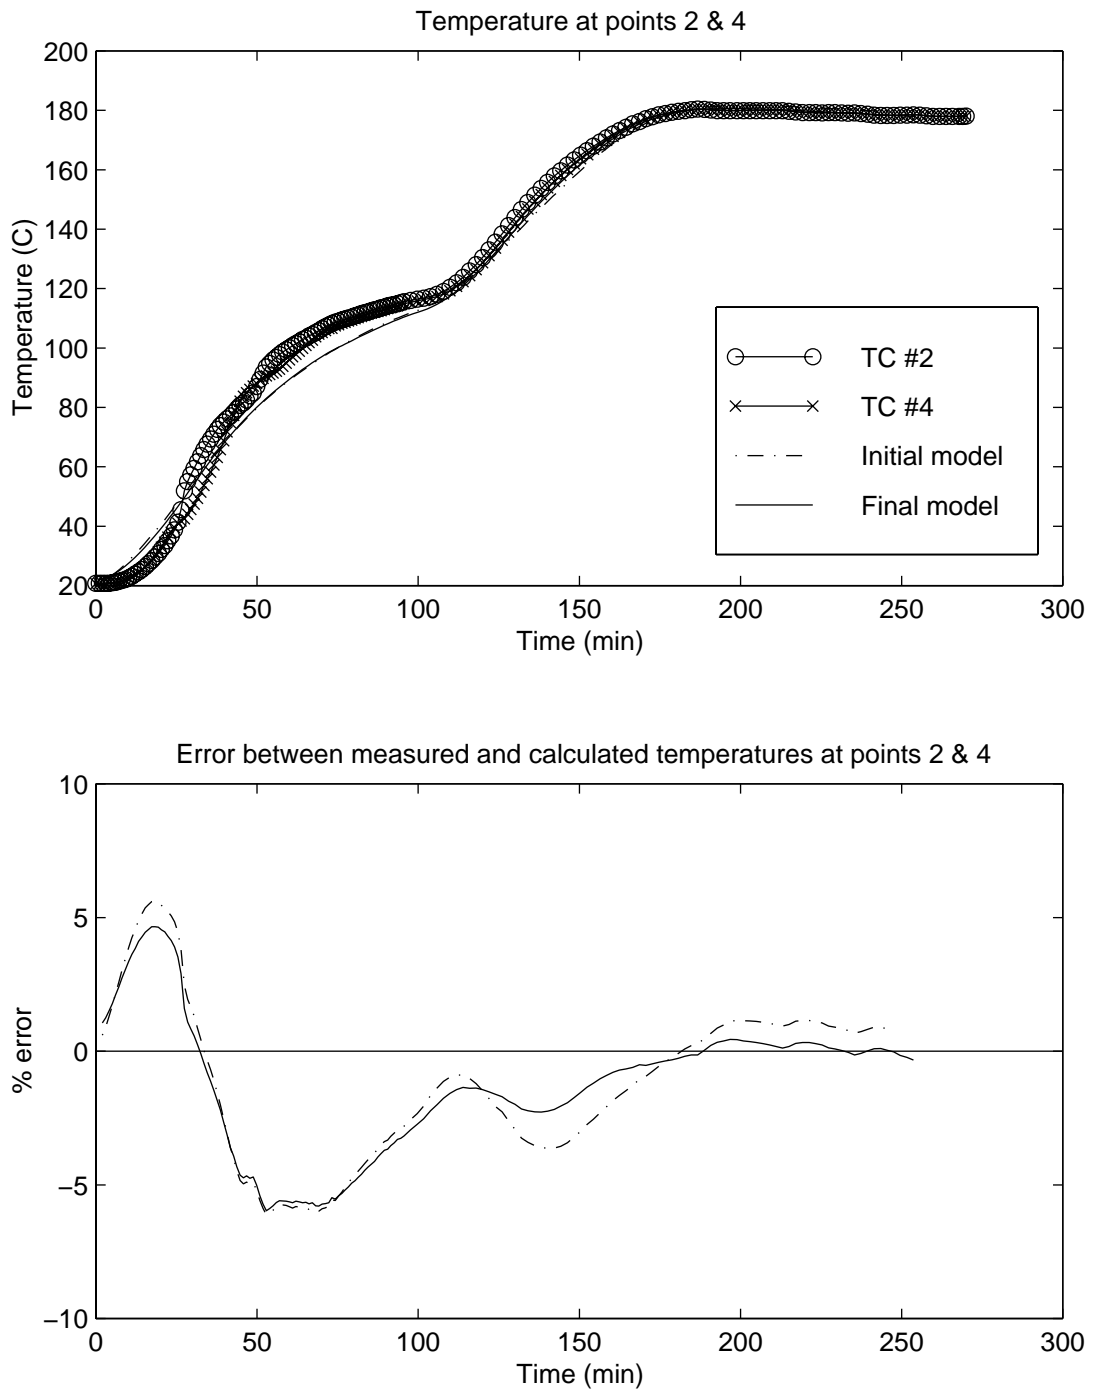 Temperature at points 2 & 4
200
180
160
140
120
100
80
60
40
20
Temperature (C)
TC #2
TC #4
Initial model
Final model
0 50 100 150 200 250 300
Time (min)
Error between measured and calculated temperatures at points 2 & 4
10
5
0
−5
−10
% error
0 50 100 150 200 250 300
Time (min)